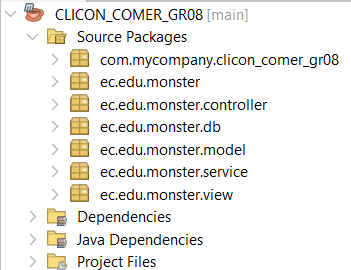 CLICON_COMER_GR08 [main]
Source Packages
com.mycompany.clicon_comer_gr08
ec.edu.monster
ec.edu.monster.controller
ec.edu.monster.db
ec.edu.monster.model
ec.edu.monster.service
ec.edu.monster.view
Dependencies
Java Dependencies
Project Files